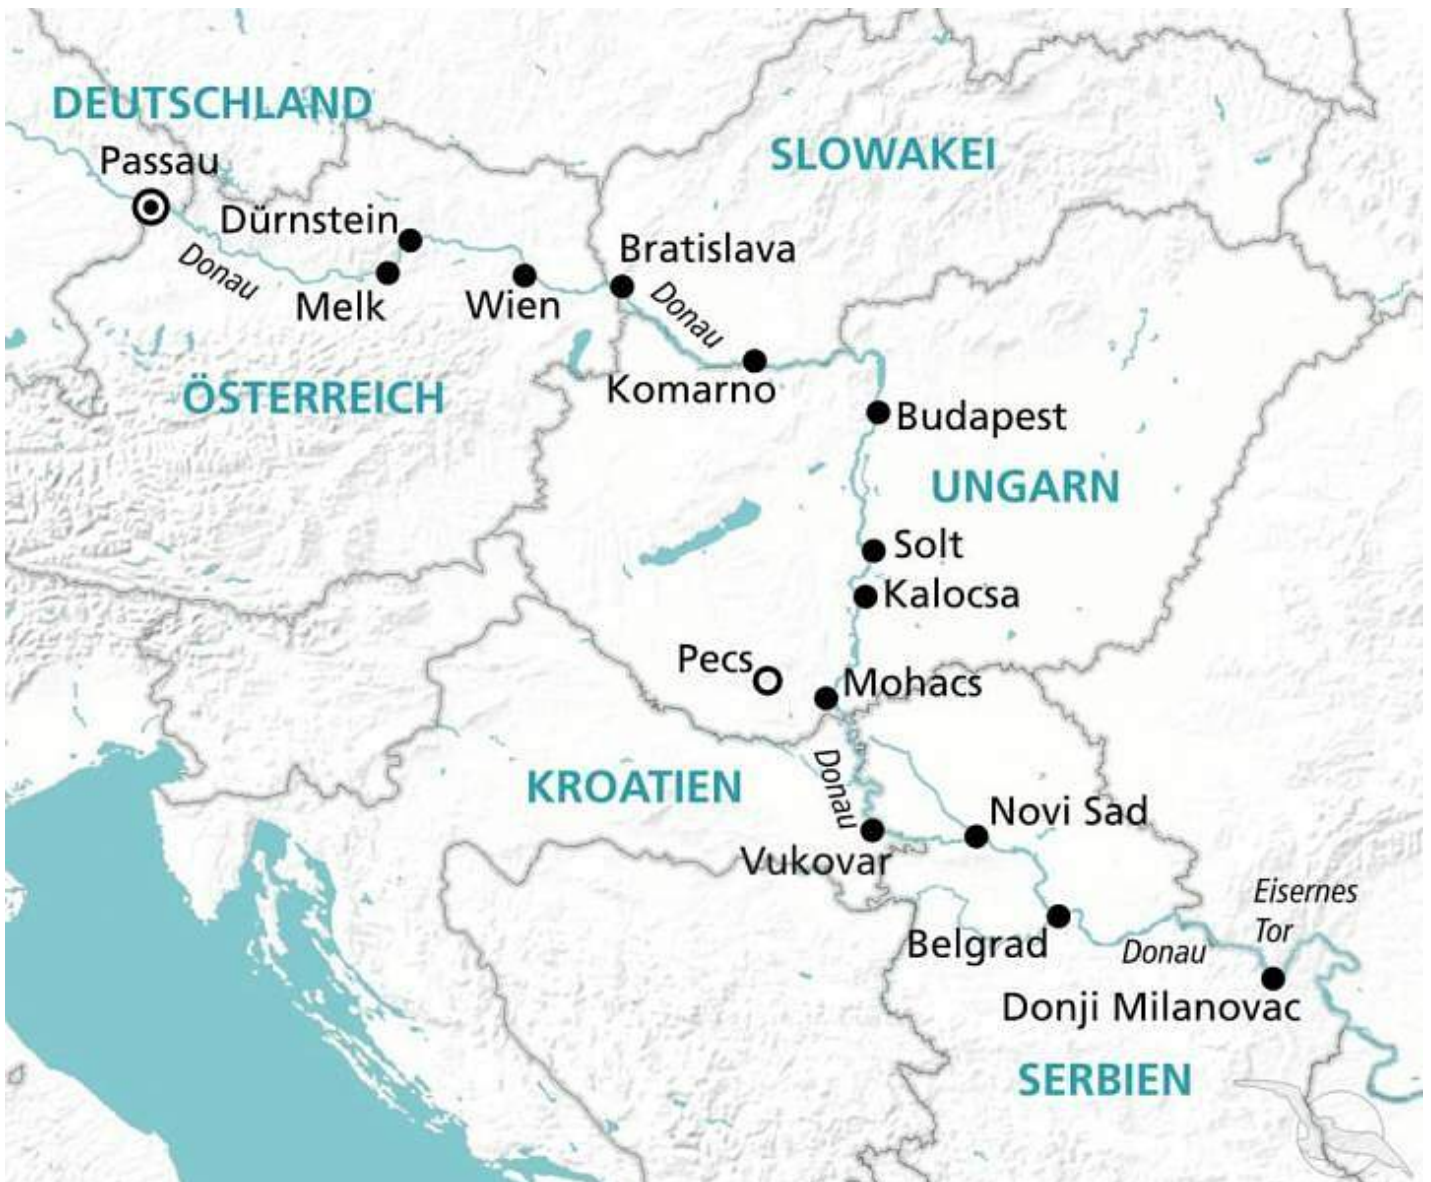 DEUTSCHLAND
Passau
SLOWAKEI
Dürnstein
Donau
Melk
Wien
Bratislava
Donau
Komarno
ÖSTERREICH
Budapest
UNGARN
Solt
Kalocsa
Pecs
Mohacs
KROATIEN
Donau
Novi Sad
Vukovar
Eisernes
Tor
Belgrad
Donau
Donji Milanovac
SERBIEN